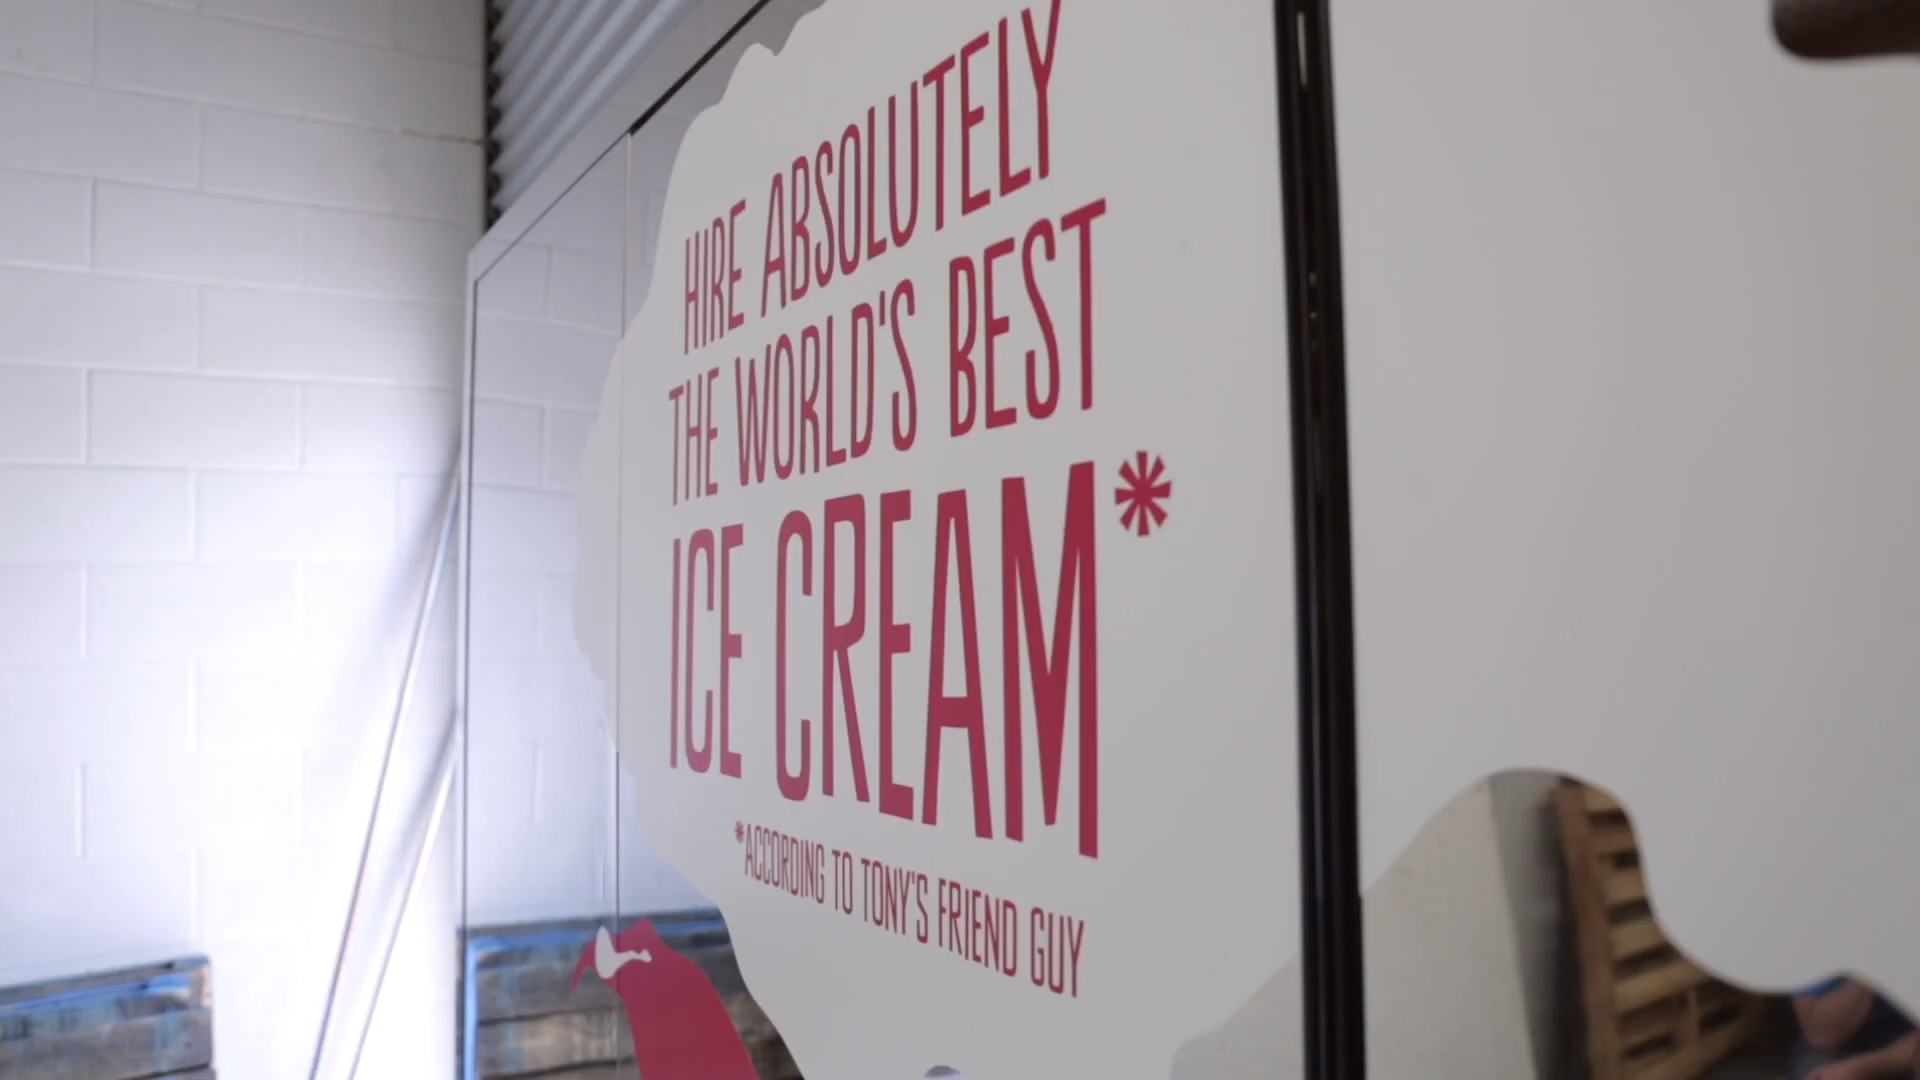 HIRE ABSOLUTELY
THE WORLD'S BEST
ICE CREAM*
*ACCORDING TO TONY'S FRIEND GUY